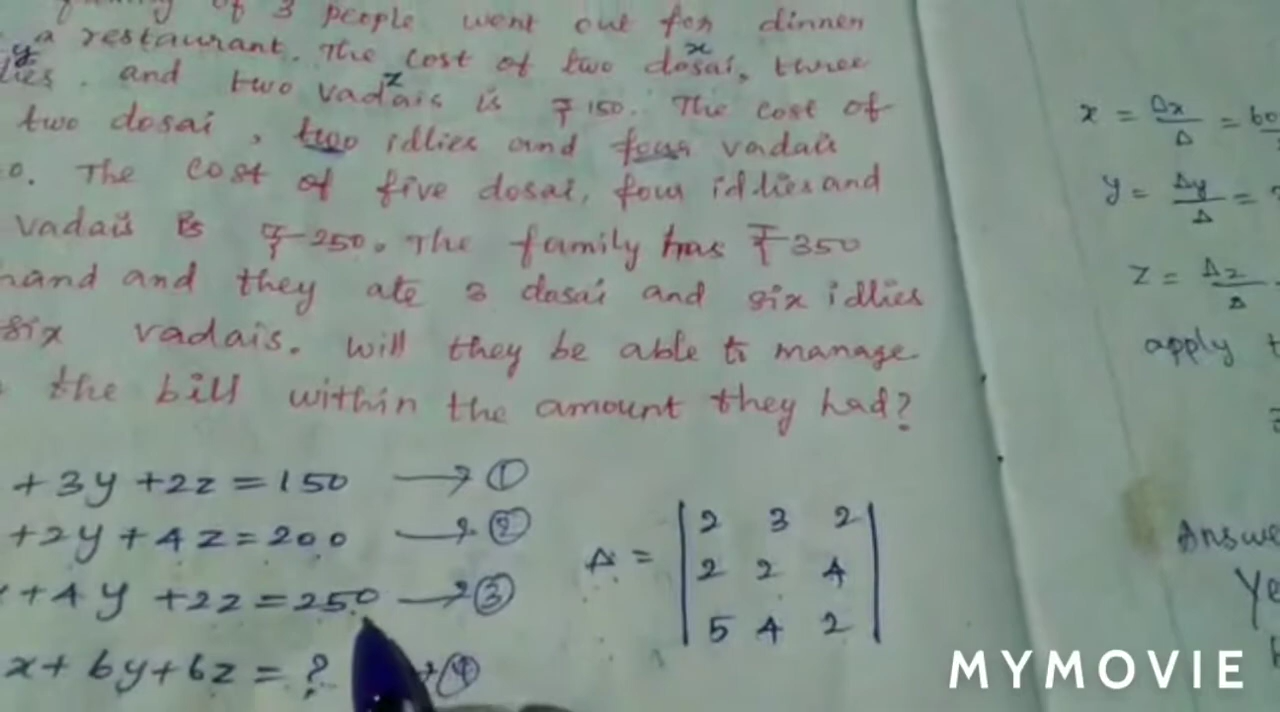 of 3 people went out for dinner
y a restaurant. The cost of two dosai, three
x
z
lies. and two vadais is ₹150. The cost of
two dosai, two idlies and four vadais
0. The cost of five dosai, four idlies and
vadais is ₹250. The family has ₹350
hand and they ate 3 dosai and six idlies
six vadais. Will they be able to manage
the bill within the amount they had?
+3y +2z = 150 → ①
+2y +4z = 200 → ②
+4y +2z = 250 → ③
x + 6y + 6z = ? → ④
Δ = | 2 3 2 |
| 2 2 4 |
| 5 4 2 |
x = Δx/Δ = 60
y = Δy/Δ =
z = Δz/Δ
apply
Answe
Ye
MYMOVIE